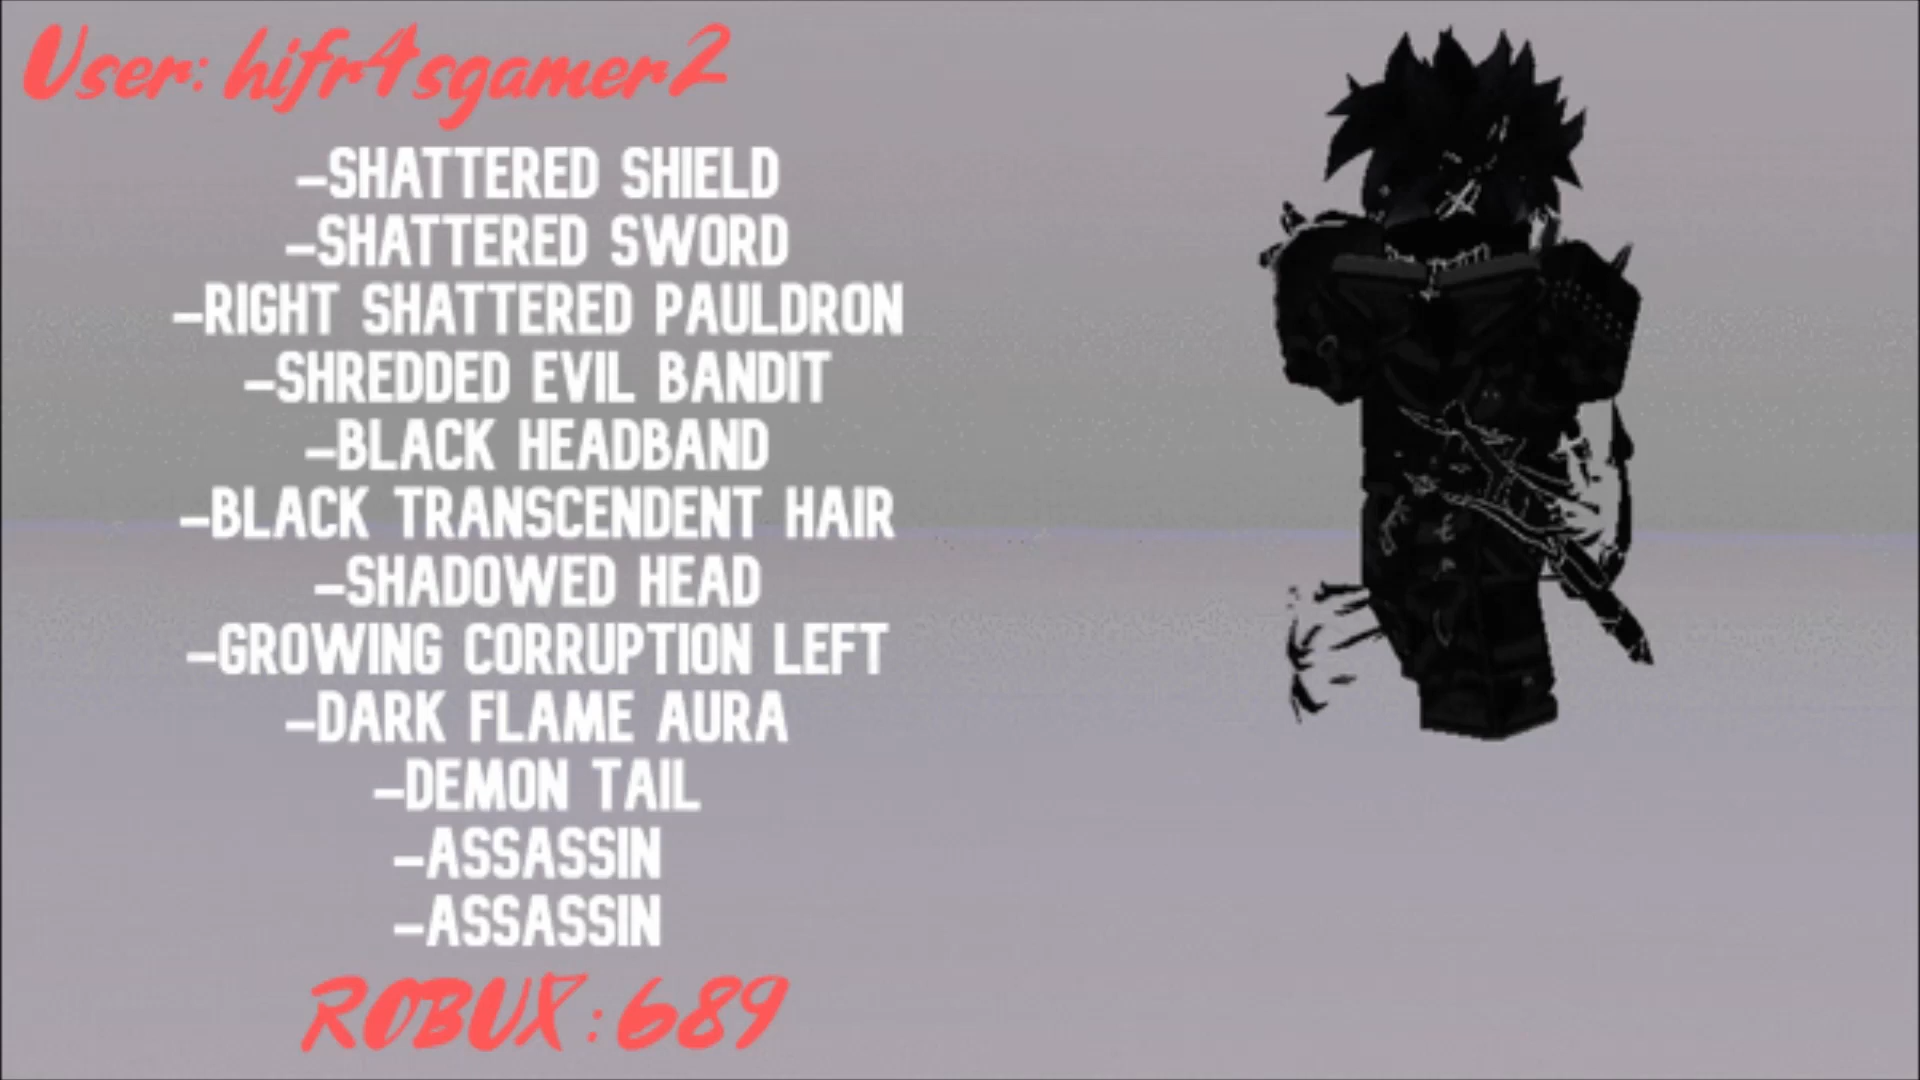 User: hifr4sgamer2
-SHATTERED SHIELD
-SHATTERED SWORD
-RIGHT SHATTERED PAULDRON
-SHREDDED EVIL BANDIT
-BLACK HEADBAND
-BLACK TRANSCENDENT HAIR
-SHADOWED HEAD
-GROWING CORRUPTION LEFT
-DARK FLAME AURA
-DEMON TAIL
-ASSASSIN
-ASSASSIN
ROBUX: 689